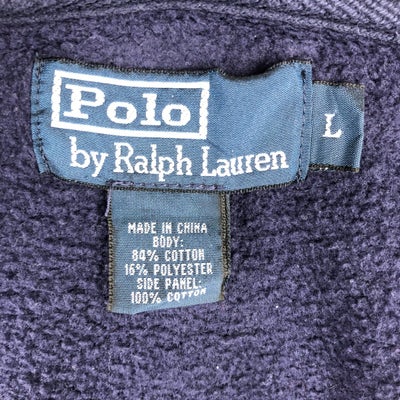 Polo
by Ralph Lauren
L
MADE IN CHINA
BODY:
84% COTTON
16% POLYESTER
SIDE PANEL:
100% COTTON